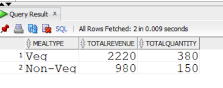 Query Result ×
SQL | All Rows Fetched: 2 in 0.009 seconds
MEALTYPE TOTALREVENUE TOTALQUANTITY
1 Veg 2220 380
2 Non-Veg 980 150